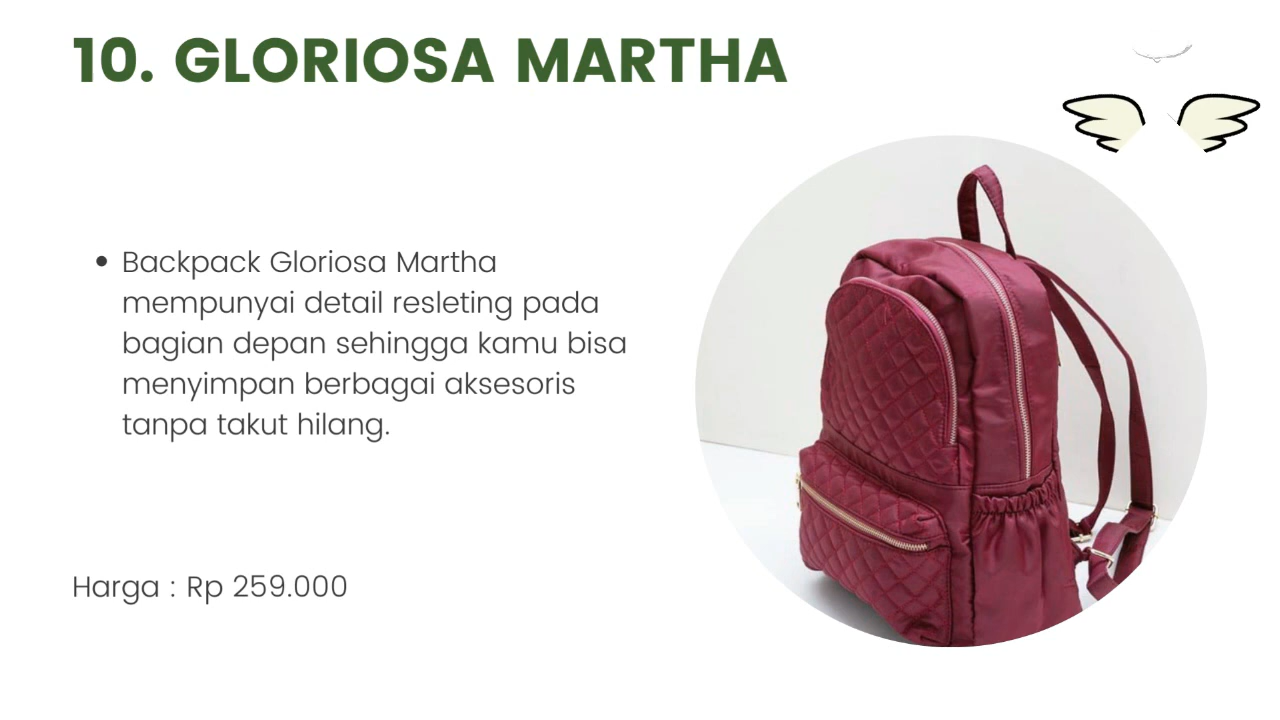 10. GLORIOSA MARTHA
• Backpack Gloriosa Martha
mempunyai detail resleting pada
bagian depan sehingga kamu bisa
menyimpan berbagai aksesoris
tanpa takut hilang.
Harga : Rp 259.000